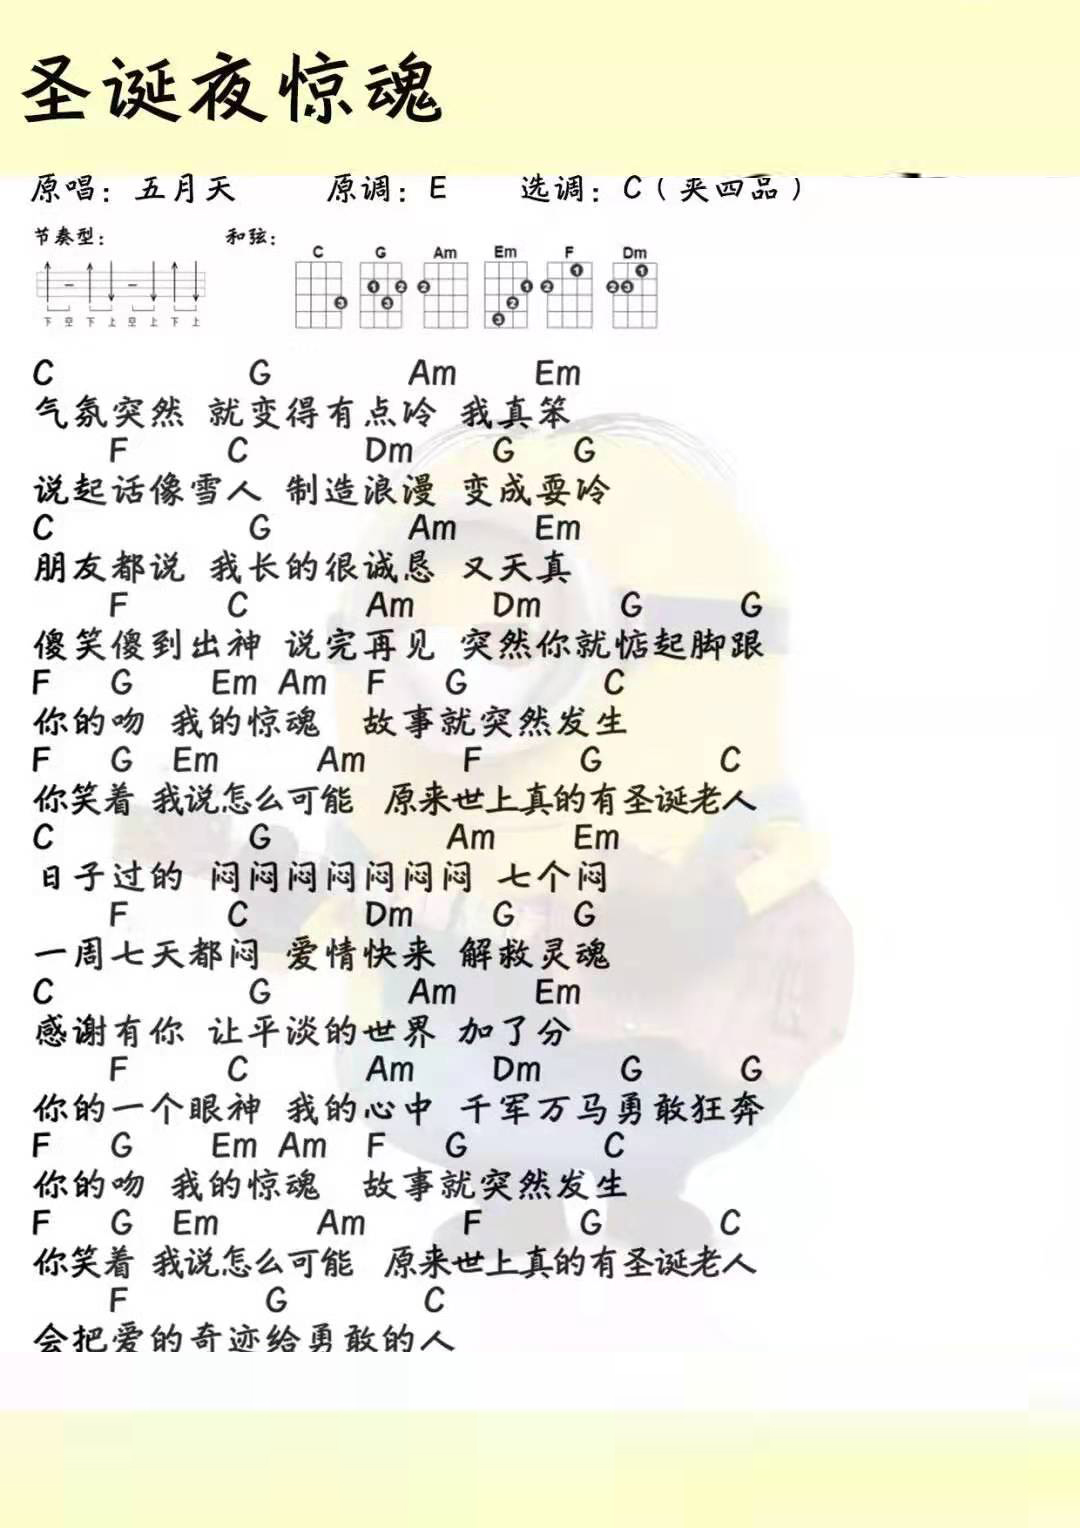 圣诞夜惊魂
原唱：五月天 原调：E 选调：C（夹四品）
节奏型： 和弦：
C G Am Em F Dm
1 2 3
下 空 下 上 空 上 下 上
C G Am Em
气氛突然 就变得有点冷 我真笨
F C Dm G G
说起话像雪人 制造浪漫 变成耍冷
C G Am Em
朋友都说 我长的很诚恳 又天真
F C Am Dm G G
傻笑傻到出神 说完再见 突然你就惦起脚跟
F G Em Am F G C
你的吻 我的惊魂 故事就突然发生
F G Em Am F G C
你笑着 我说怎么可能 原来世上真的有圣诞老人
C G Am Em
日子过的 闷闷闷闷闷闷闷 七个闷
F C Dm G G
一周七天都闷 爱情快来 解救灵魂
C G Am Em
感谢有你 让平淡的世界 加了分
F C Am Dm G G
你的一个眼神 我的心中 千军万马勇敢狂奔
F G Em Am F G C
你的吻 我的惊魂 故事就突然发生
F G Em Am F G C
你笑着 我说怎么可能 原来世上真的有圣诞老人
F G C
会把爱的奇迹给勇敢的人